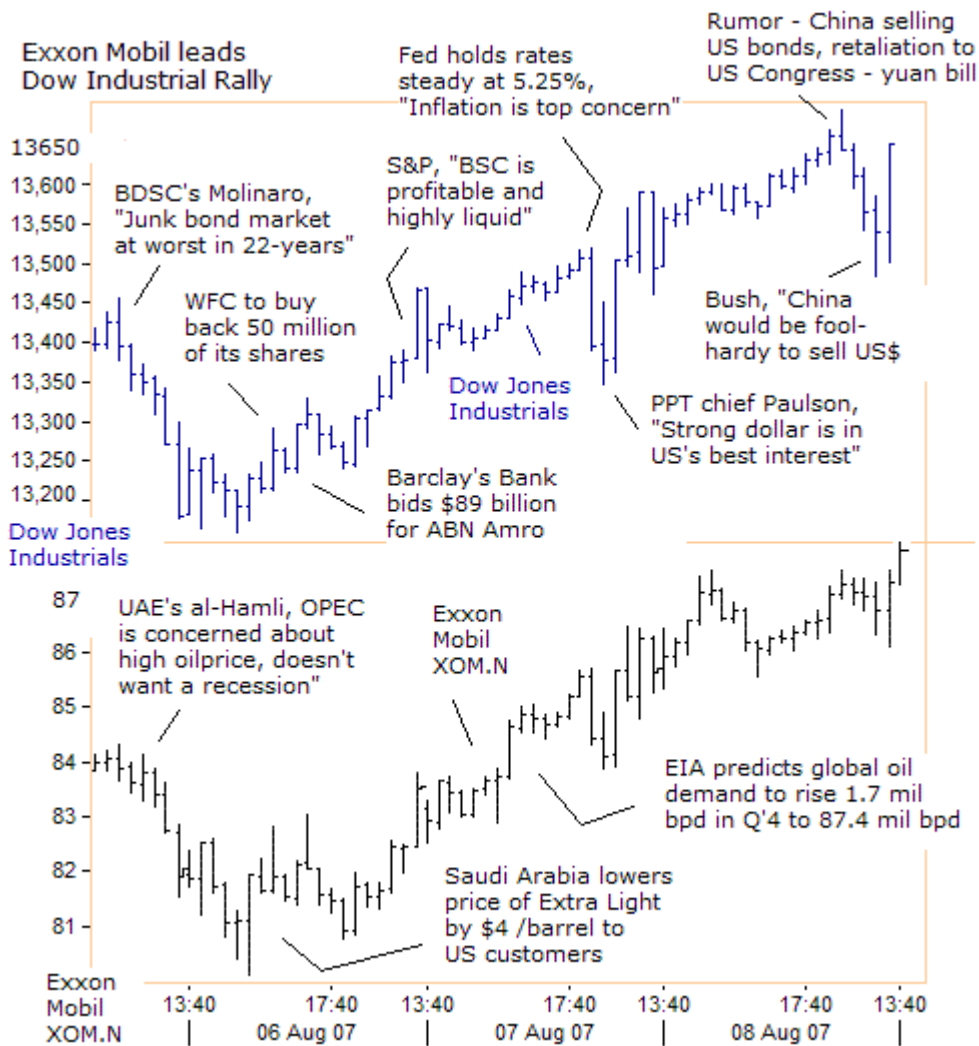 Exxon Mobil leads
Dow Industrial Rally
Fed holds rates
steady at 5.25%,
"Inflation is top concern"
Rumor - China selling
US bonds, retaliation to
US Congress - yuan bill
BDSC's Molinaro,
"Junk bond market
at worst in 22-years"
S&P, "BSC is
profitable and
highly liquid"
WFC to buy
back 50 million
of its shares
Dow Jones
Industrials
Bush, "China
would be fool-
hardy to sell US$
PPT chief Paulson,
"Strong dollar is in
US's best interest"
Barclay's Bank
bids $89 billion
for ABN Amro
13650
13,600
13,550
13,500
13,450
13,400
13,350
13,300
13,250
13,200
Dow Jones
Industrials
UAE's al-Hamli, OPEC
is concerned about
high oilprice, doesn't
want a recession"
Exxon
Mobil
XOM.N
EIA predicts global oil
demand to rise 1.7 mil
bpd in Q'4 to 87.4 mil bpd
Saudi Arabia lowers
price of Extra Light
by $4 /barrel to
US customers
87
86
85
84
83
82
81
Exxon
Mobil
XOM.N
13:40 17:40 13:40 17:40 13:40 17:40 13:40
06 Aug 07 07 Aug 07 08 Aug 07